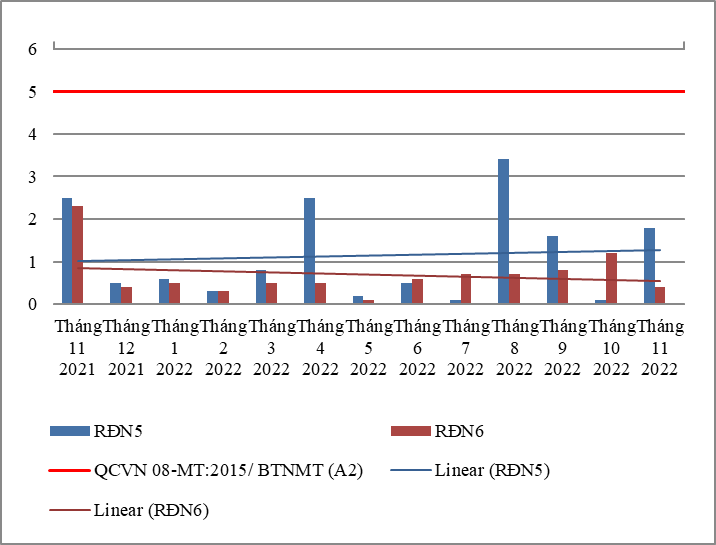 6
5
4
3
2
1
0
Tháng Tháng Tháng Tháng Tháng Tháng Tháng Tháng Tháng Tháng Tháng Tháng Tháng
11 12 1 2 3 4 5 6 7 8 9 10 11
2021 2021 2022 2022 2022 2022 2022 2022 2022 2022 2022 2022 2022
RĐN5 RĐN6
QCVN 08-MT:2015/ BTNMT (A2) Linear (RĐN5)
Linear (RĐN6)